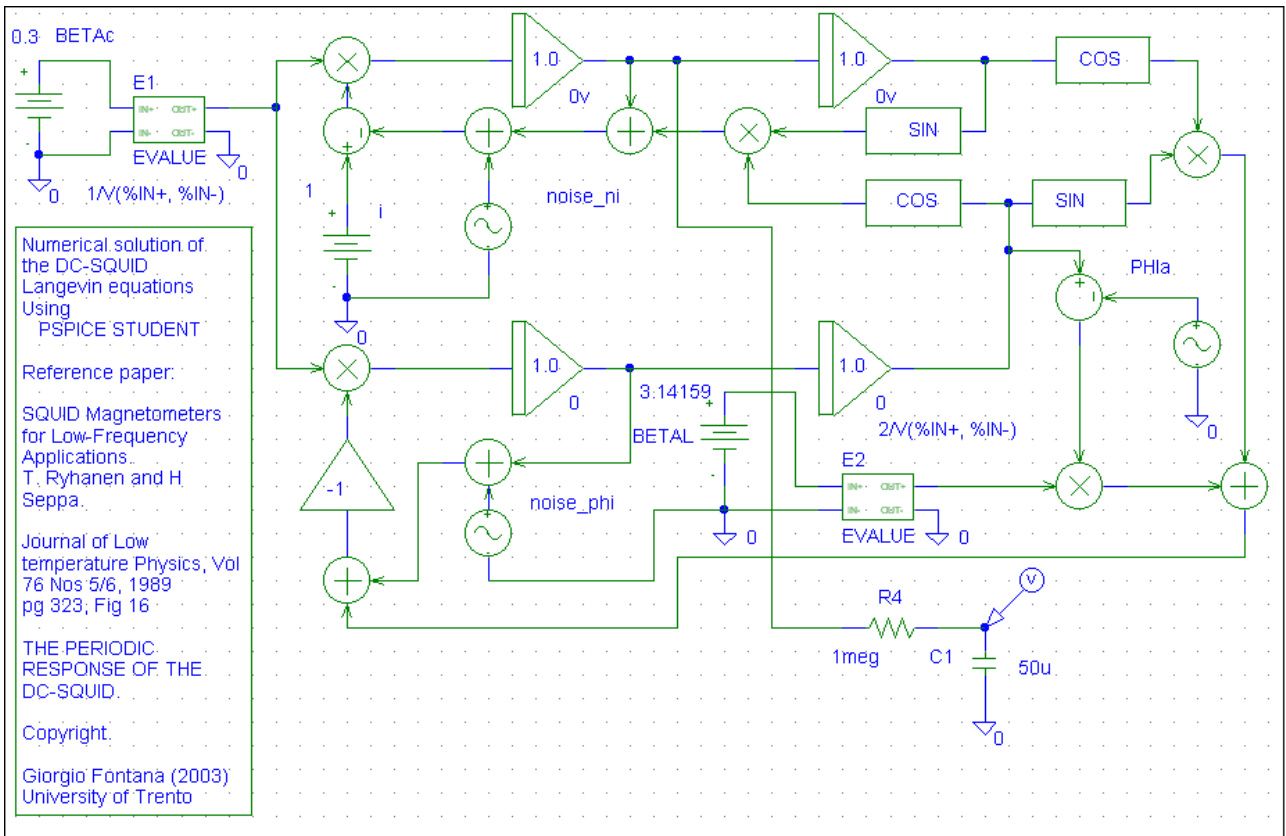 0.3 BETAc
+
-
0
E1
IN+ OUT+
IN- OUT-
EVALUE
0
1/V(%IN+, %IN-)
1.0
0v
1.0
0v
COS
SIN
COS
SIN
1
+
i
-
0
noise_ni
+
-
PHIa
+
-
0
Numerical solution of
the DC-SQUID
Langevin equations
Using
PSPICE STUDENT
Reference paper:
SQUID Magnetometers
for Low-Frequency
Applications.
T. Ryhanen and H.
Seppa.
Journal of Low
temperature Physics, Vol
76 Nos 5/6, 1989
pg 323, Fig 16
THE PERIODIC
RESPONSE OF THE
DC-SQUID.
Copyright.
Giorgio Fontana (2003)
University of Trento
1.0
0
1.0
0
3.14159
+
BETAL
-
0
2/V(%IN+, %IN-)
E2
IN+ OUT+
IN- OUT-
EVALUE
0
-1
noise_phi
+
-
R4
1meg
V
C1
50u
0